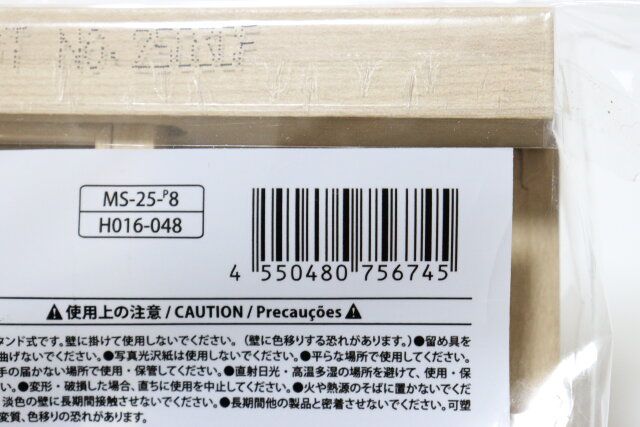 MS-25-ᴾ8
H016-048
4 550480 756745
⚠使用上の注意/CAUTION/Precauções⚠
タンド式です。壁に掛けて使用しないでください。(壁に色移りする恐れがあります。)●留め具を
曲げないでください。●写真光沢紙は使用しないでください。●平らな場所で使用してください。
手の届かない場所で使用・保管してください。●直射日光・高温多湿の場所を避けて、使用・保
い。●変形・破損した場合、直ちに使用を中止してください。●火や熱源のそばに置かないでくだ
淡色の壁に長期間接触させないでください。●長期間他の製品と密着させないでください。可塑
変質、色移りの恐れがあります。